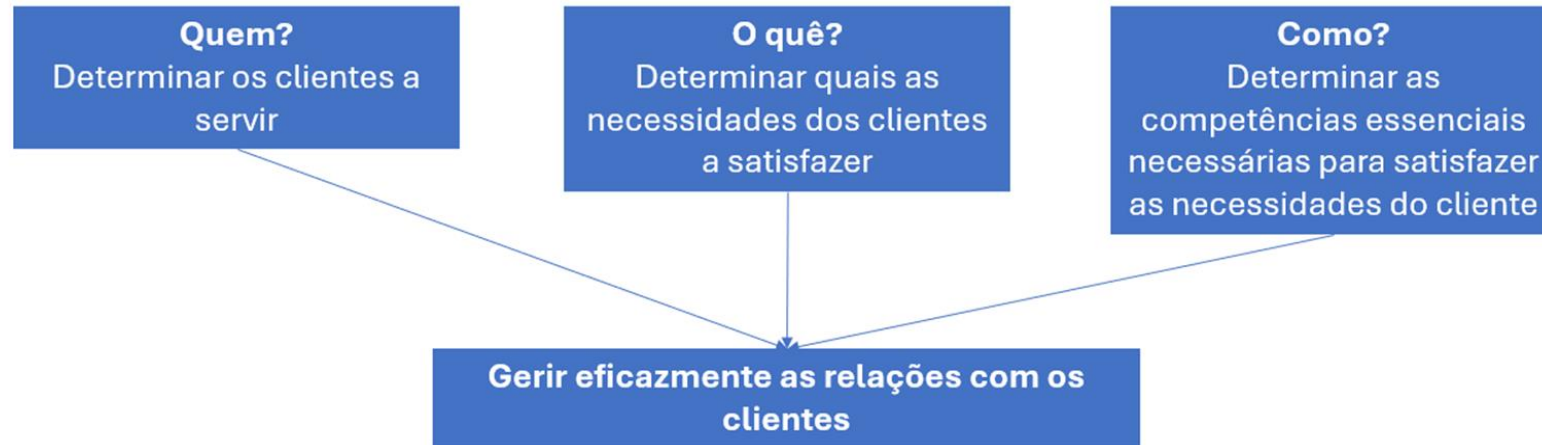 Quem?
Determinar os clientes a
servir
O quê?
Determinar quais as
necessidades dos clientes
a satisfazer
Como?
Determinar as
competências essenciais
necessárias para satisfazer
as necessidades do cliente
Gerir eficazmente as relações com os
clientes